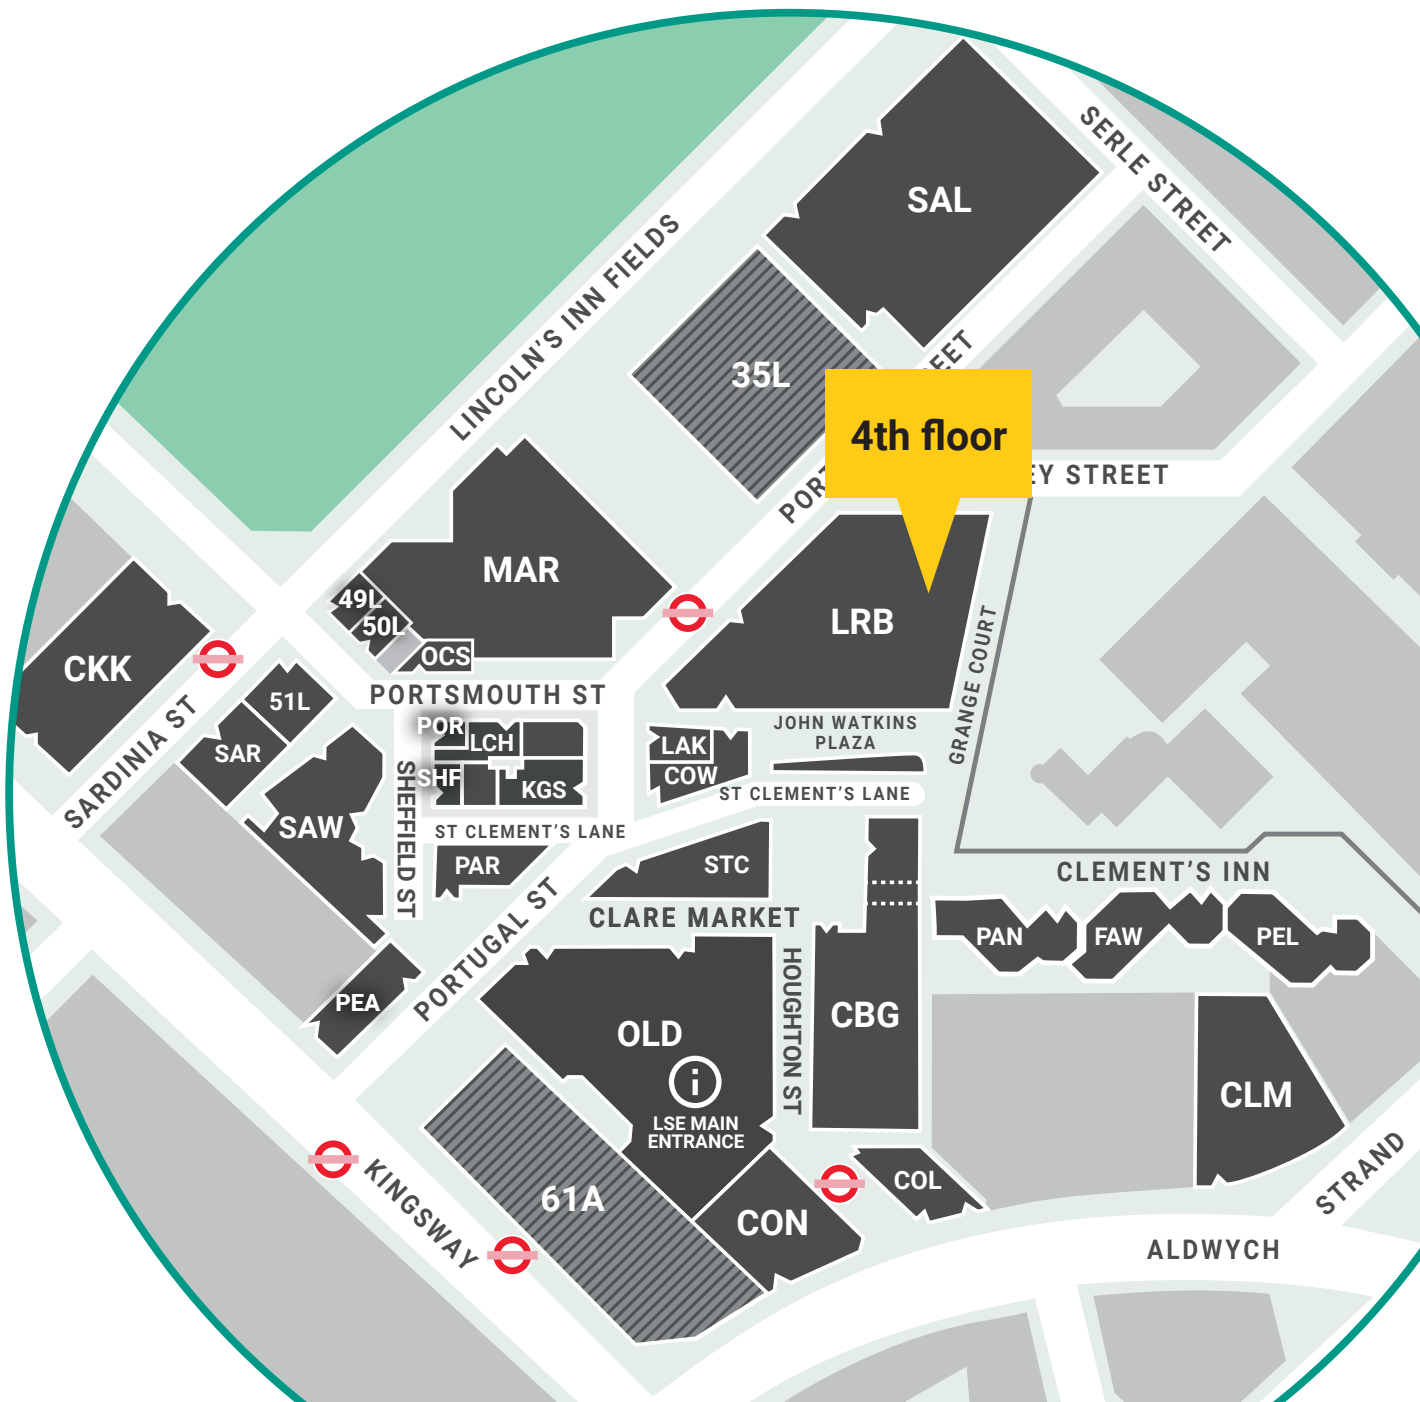 SERLE STREET
SAL
LINCOLN'S INN FIELDS
35L
4th floor
EY STREET
MAR
49L
50L
OCS
LRB
CKK
PORTSMOUTH ST
51L
SAR
SARDINIA ST
POR
LCH
SHF
KGS
LAK
COW
JOHN WATKINS
PLAZA
GRANGE COURT
ST CLEMENT'S LANE
SHEFFIELD ST
SAW
ST CLEMENT'S LANE
PAR
STC
CLEMENT'S INN
CLARE MARKET
PORTUGAL ST
PAN
FAW
PEL
PEA
OLD
LSE MAIN
ENTRANCE
HOUGHTON ST
CBG
CLM
KINGSWAY
61A
CON
COL
STRAND
ALDWYCH